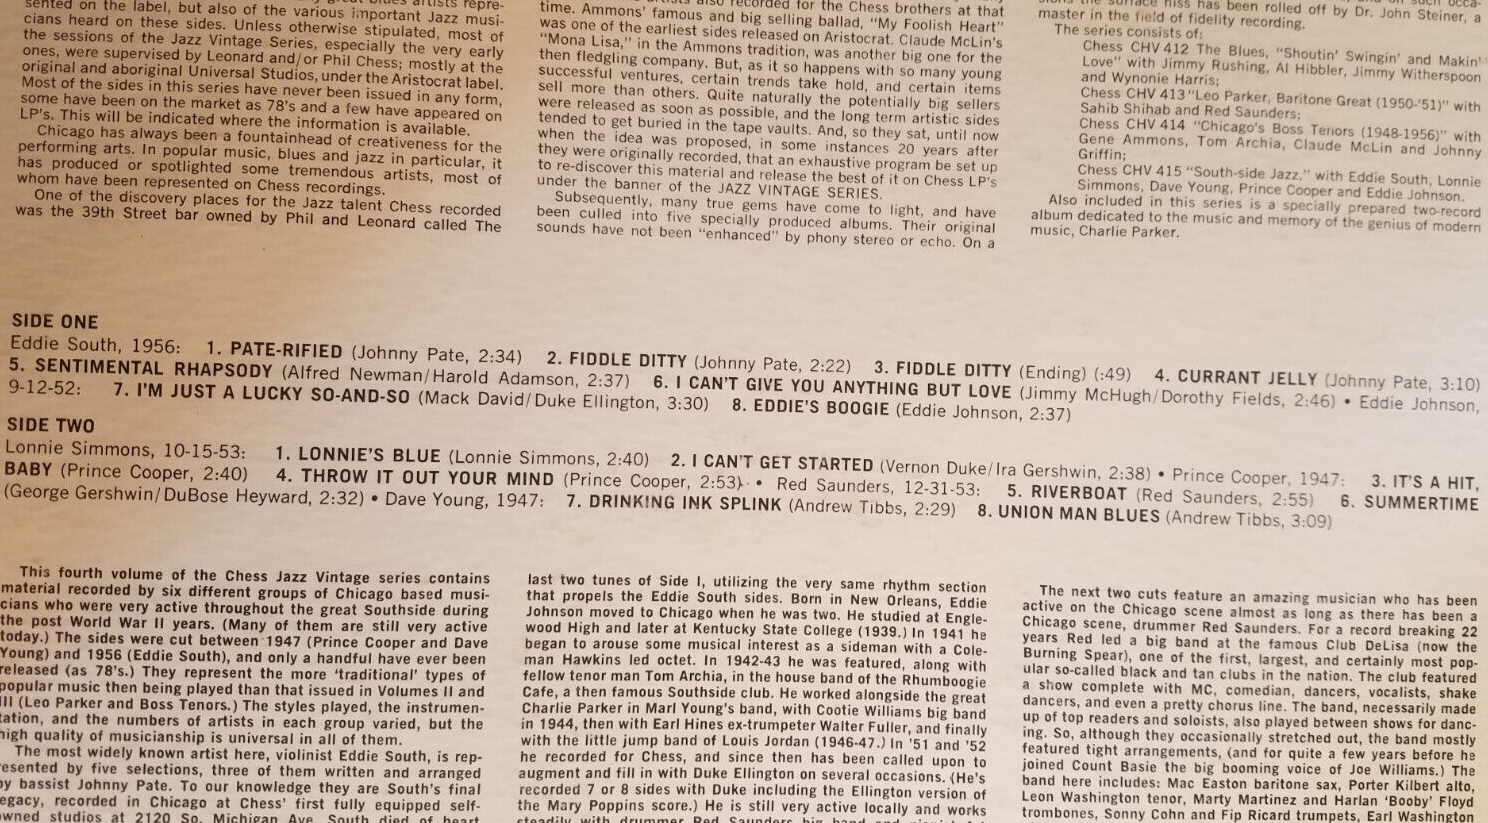 sented on the label, but also of the various important Jazz musi-
cians heard on these sides. Unless otherwise stipulated, most of
the sessions of the Jazz Vintage Series, especially the very early
ones, were supervised by Leonard and/or Phil Chess; mostly at the
original and aboriginal Universal Studios, under the Aristocrat label.
Most of the sides in this series have never been issued in any form,
some have been on the market as 78's and a few have appeared on
LP's. This will be indicated where the information is available.
Chicago has always been a fountainhead of creativeness for the
performing arts. In popular music, blues and jazz in particular, it
has produced or spotlighted some tremendous artists, most of
whom have been represented on Chess recordings.
One of the discovery places for the Jazz talent Chess recorded
was the 39th Street bar owned by Phil and Leonard called The
also recorded for the Chess brothers at that
time. Ammons' famous and big selling ballad, "My Foolish Heart"
was one of the earliest sides released on Aristocrat. Claude McLin's
"Mona Lisa," in the Ammons tradition, was another big one for the
then fledgling company. But, as it so happens with so many young
successful ventures, certain trends take hold, and certain items
sell more than others. Quite naturally the potentially big sellers
were released as soon as possible, and the long term artistic sides
tended to get buried in the tape vaults. And, so they sat, until now
when the idea was proposed, in some instances 20 years after
they were originally recorded, that an exhaustive program be set up
to re-discover this material and release the best of it on Chess LP's
under the banner of the JAZZ VINTAGE SERIES.
Subsequently, many true gems have come to light, and have
been culled into five specially produced albums. Their original
sounds have not been "enhanced" by phony stereo or echo. On a
the surface hiss has been rolled off by Dr. John Steiner, a
master in the field of fidelity recording.
The series consists of:
Chess CHV 412 The Blues, "Shoutin' Swingin' and Makin'
Love" with Jimmy Rushing, Al Hibbler, Jimmy Witherspoon
and Wynonie Harris;
Chess CHV 413 "Leo Parker, Baritone Great (1950-'51)" with
Sahib Shihab and Red Saunders;
Chess CHV 414 "Chicago's Boss Tenors (1948-1956)" with
Gene Ammons, Tom Archia, Claude McLin and Johnny
Griffin;
Chess CHV 415 "South-side Jazz," with Eddie South, Lonnie
Simmons, Dave Young, Prince Cooper and Eddie Johnson.
Also included in this series is a specially prepared two-record
album dedicated to the music and memory of the genius of modern
music, Charlie Parker.
SIDE ONE
Eddie South, 1956: 1. PATE-RIFIED (Johnny Pate, 2:34) 2. FIDDLE DITTY (Johnny Pate, 2:22) 3. FIDDLE DITTY (Ending) (:49) 4. CURRANT JELLY (Johnny Pate, 3:10)
5. SENTIMENTAL RHAPSODY (Alfred Newman/Harold Adamson, 2:37) 6. I CAN'T GIVE YOU ANYTHING BUT LOVE (Jimmy McHugh/Dorothy Fields, 2:46) • Eddie Johnson,
9-12-52: 7. I'M JUST A LUCKY SO-AND-SO (Mack David/Duke Ellington, 3:30) 8. EDDIE'S BOOGIE (Eddie Johnson, 2:37)
SIDE TWO
Lonnie Simmons, 10-15-53: 1. LONNIE'S BLUE (Lonnie Simmons, 2:40) 2. I CAN'T GET STARTED (Vernon Duke/Ira Gershwin, 2:38) • Prince Cooper, 1947: 3. IT'S A HIT,
BABY (Prince Cooper, 2:40) 4. THROW IT OUT YOUR MIND (Prince Cooper, 2:53) • Red Saunders, 12-31-53: 5. RIVERBOAT (Red Saunders, 2:55) 6. SUMMERTIME
(George Gershwin/DuBose Heyward, 2:32) • Dave Young, 1947: 7. DRINKING INK SPLINK (Andrew Tibbs, 2:29) 8. UNION MAN BLUES (Andrew Tibbs, 3:09)
This fourth volume of the Chess Jazz Vintage series contains
material recorded by six different groups of Chicago based musi-
cians who were very active throughout the great Southside during
the post World War II years. (Many of them are still very active
today.) The sides were cut between 1947 (Prince Cooper and Dave
Young) and 1956 (Eddie South), and only a handful have ever been
released (as 78's.) They represent the more 'traditional' types of
popular music then being played than that issued in Volumes II and
III (Leo Parker and Boss Tenors.) The styles played, the instrumen-
tation, and the numbers of artists in each group varied, but the
high quality of musicianship is universal in all of them.
The most widely known artist here, violinist Eddie South, is rep-
resented by five selections, three of them written and arranged
by bassist Johnny Pate. To our knowledge they are South's final
legacy, recorded in Chicago at Chess' first fully equipped self-
owned studios at 2120 So. Michigan Ave. South died of heart
last two tunes of Side I, utilizing the very same rhythm section
that propels the Eddie South sides. Born in New Orleans, Eddie
Johnson moved to Chicago when he was two. He studied at Engle-
wood High and later at Kentucky State College (1939.) In 1941 he
began to arouse some musical interest as a sideman with a Cole-
man Hawkins led octet. In 1942-43 he was featured, along with
fellow tenor man Tom Archia, in the house band of the Rhumboogie
Cafe, a then famous Southside club. He worked alongside the great
Charlie Parker in Marl Young's band, with Cootie Williams big band
in 1944, then with Earl Hines ex-trumpeter Walter Fuller, and finally
with the little jump band of Louis Jordan (1946-47.) In '51 and '52
he recorded for Chess, and since then has been called upon to
augment and fill in with Duke Ellington on several occasions. (He's
recorded 7 or 8 sides with Duke including the Ellington version of
the Mary Poppins score.) He is still very active locally and works
steadily with drummer Red Saunders big band
The next two cuts feature an amazing musician who has been
active on the Chicago scene almost as long as there has been a
Chicago scene, drummer Red Saunders. For a record breaking 22
years Red led a big band at the famous Club DeLisa (now the
Burning Spear), one of the first, largest, and certainly most pop-
ular so-called black and tan clubs in the nation. The club featured
a show complete with MC, comedian, dancers, vocalists, shake
dancers, and even a pretty chorus line. The band, necessarily made
up of top readers and soloists, also played between shows for danc-
ing. So, although they occasionally stretched out, the band mostly
featured tight arrangements, (and for quite a few years before he
joined Count Basie the big booming voice of Joe Williams.) The
band here includes: Mac Easton baritone sax, Porter Kilbert alto,
Leon Washington tenor, Marty Martinez and Harlan 'Booby' Floyd
trombones, Sonny Cohn and Fip Ricard trumpets, Earl Washington